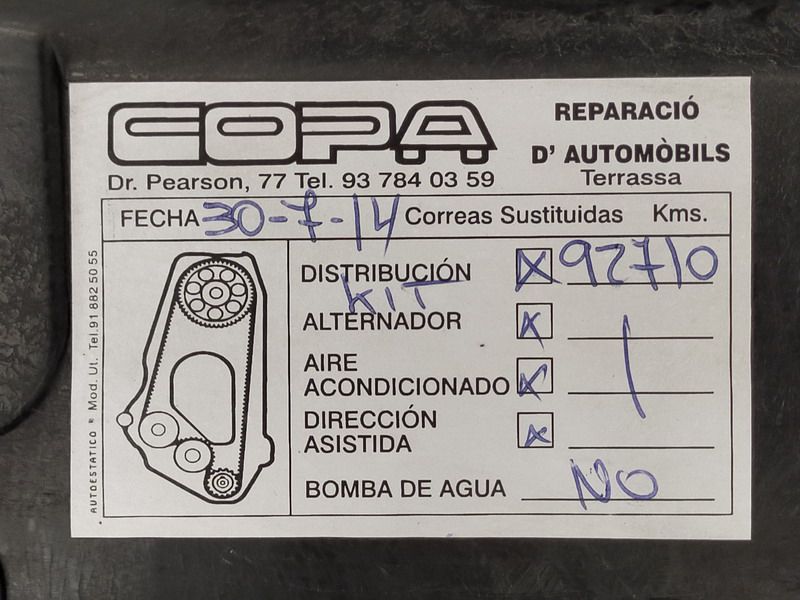 COPA
REPARACIÓ
D' AUTOMÒBILS
Dr. Pearson, 77 Tel. 93 784 03 59
Terrassa
FECHA 30-7-14 Correas Sustituidas Kms.
DISTRIBUCIÓN X 92710
KIT
ALTERNADOR X
AIRE
ACONDICIONADO X
DIRECCIÓN
ASISTIDA X
BOMBA DE AGUA NO
AUTOESTATICO ® Mod. Ut. Tel. 91 882 50 55